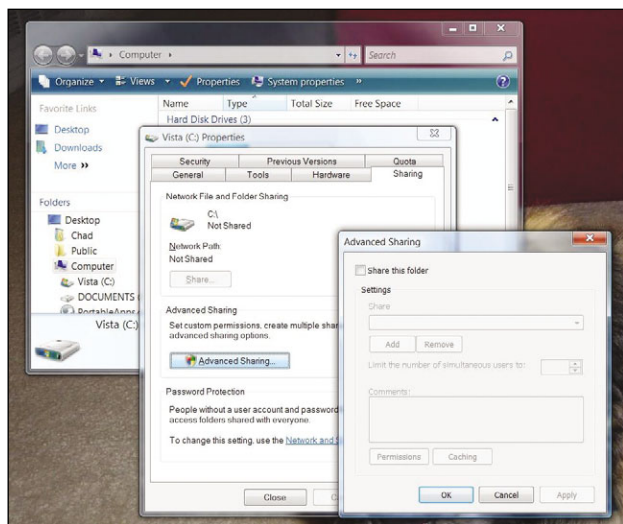 Computer
Search
Organize Views Properties System properties »
Favorite Links
Desktop
Downloads
More »
Folders
Desktop
Chad
Public
Computer
Vista (C:)
DOCUMENTS
PortableApps
Vista (C:)
Name Type Total Size Free Space
Hard Disk Drives (3)
Vista (C:) Properties
Security Previous Versions Quota
General Tools Hardware Sharing
Network File and Folder Sharing
C:\
Not Shared
Network Path:
Not Shared
Share...
Advanced Sharing
Set custom permissions, create multiple
advanced sharing options.
Advanced Sharing...
Password Protection
People without a user account and password
access folders shared with everyone.
To change this setting, use the Network and
Close
Advanced Sharing
Share this folder
Settings
Share
Add Remove
Limit the number of simultaneous users to:
Comments:
Permissions Caching
OK Cancel Apply